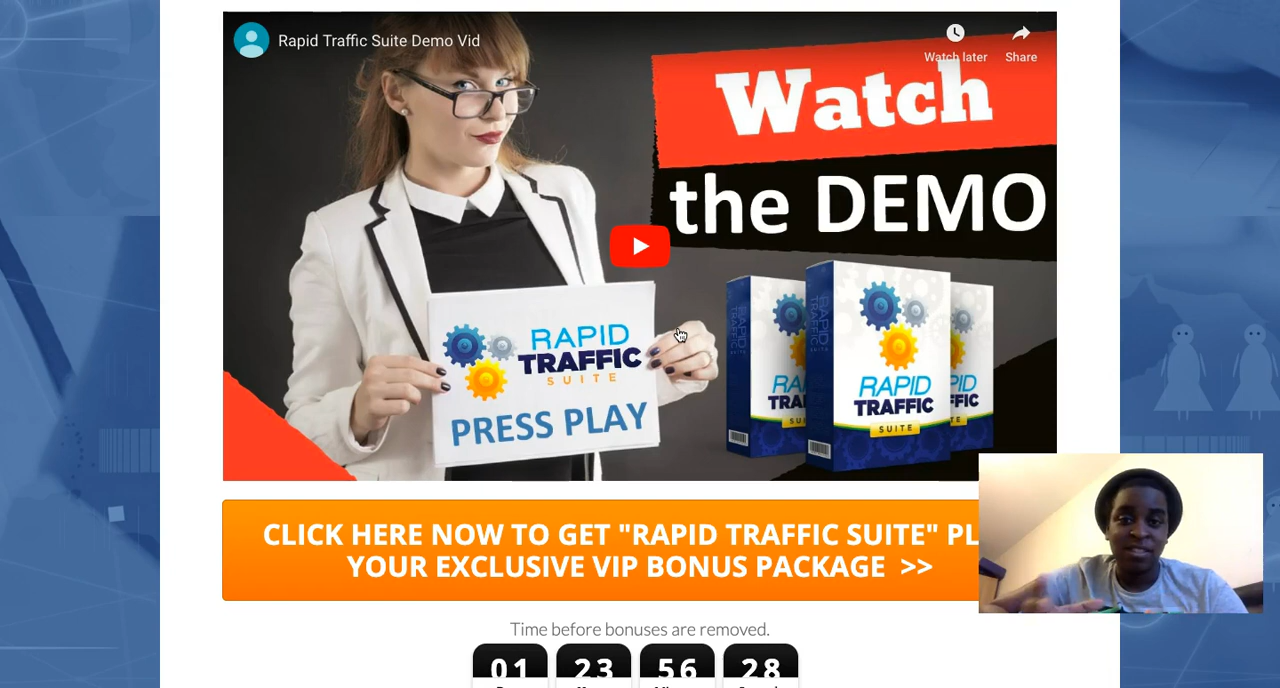 Rapid Traffic Suite Demo Vid
Watch later
Share
Watch
the DEMO
RAPID
TRAFFIC
SUITE
PRESS PLAY
RAPID
TRAFFIC
SUITE
CLICK HERE NOW TO GET "RAPID TRAFFIC SUITE" PL
YOUR EXCLUSIVE VIP BONUS PACKAGE >>
Time before bonuses are removed.
01 23 56 28